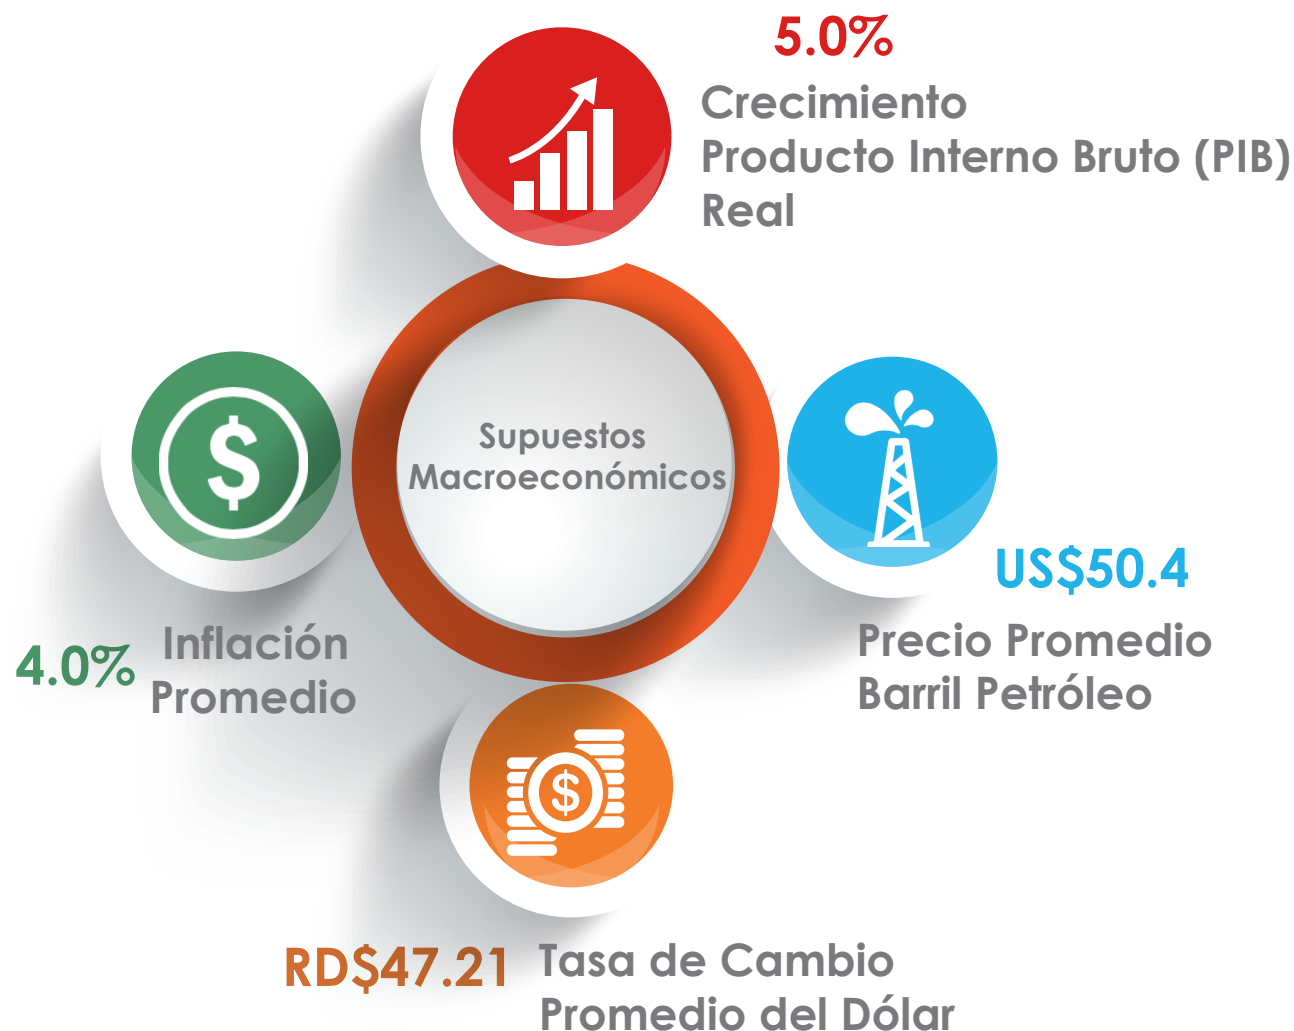 5.0%
Crecimiento
Producto Interno Bruto (PIB)
Real
Supuestos
Macroeconómicos
US$50.4
Precio Promedio
Barril Petróleo
4.0%
Inflación
Promedio
RD$47.21
Tasa de Cambio
Promedio del Dólar
$
$